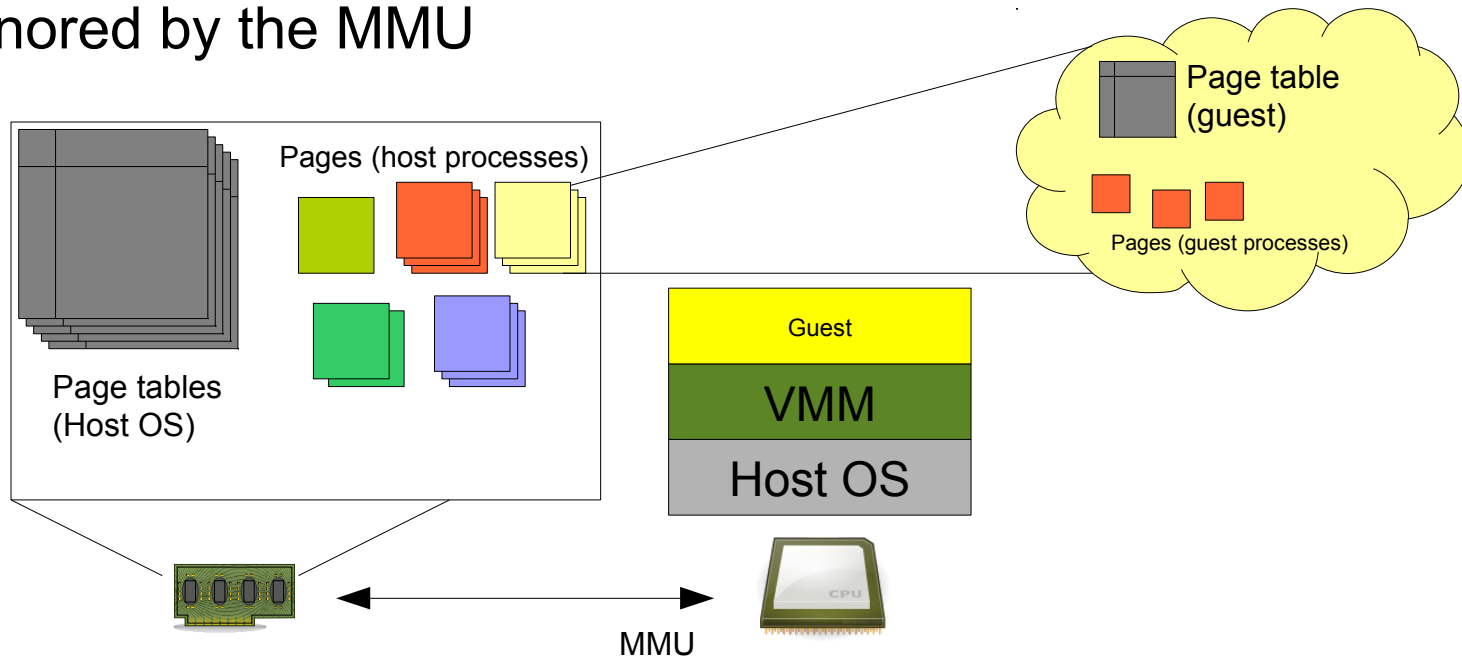 by the MMU
Page table
(guest)
Pages (host processes)
Pages (guest processes)
Guest
VMM
Host OS
Page tables
(Host OS)
CPU
MMU